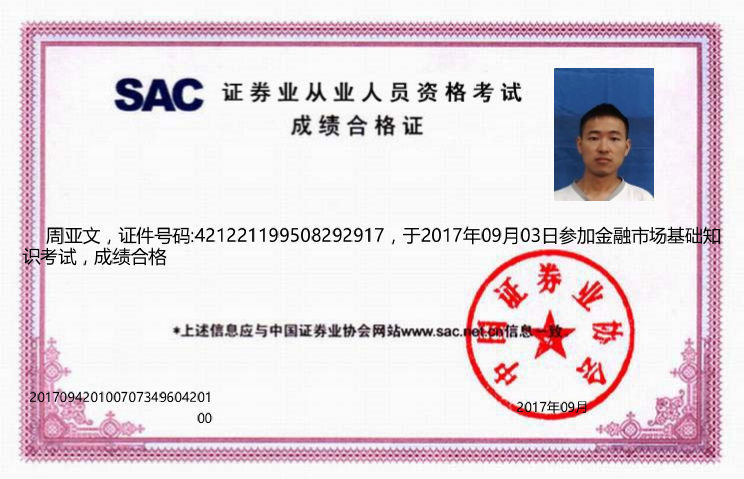 SAC 证券业从业人员资格考试
成绩合格证
周亚文，证件号码:421221199508292917，于2017年09月03日参加金融市场基础知
识考试，成绩合格
*上述信息应与中国证券业协会网站www.sac.net.cn信息一致
中国证券业协会
201709420100707349604201
00
2017年09月